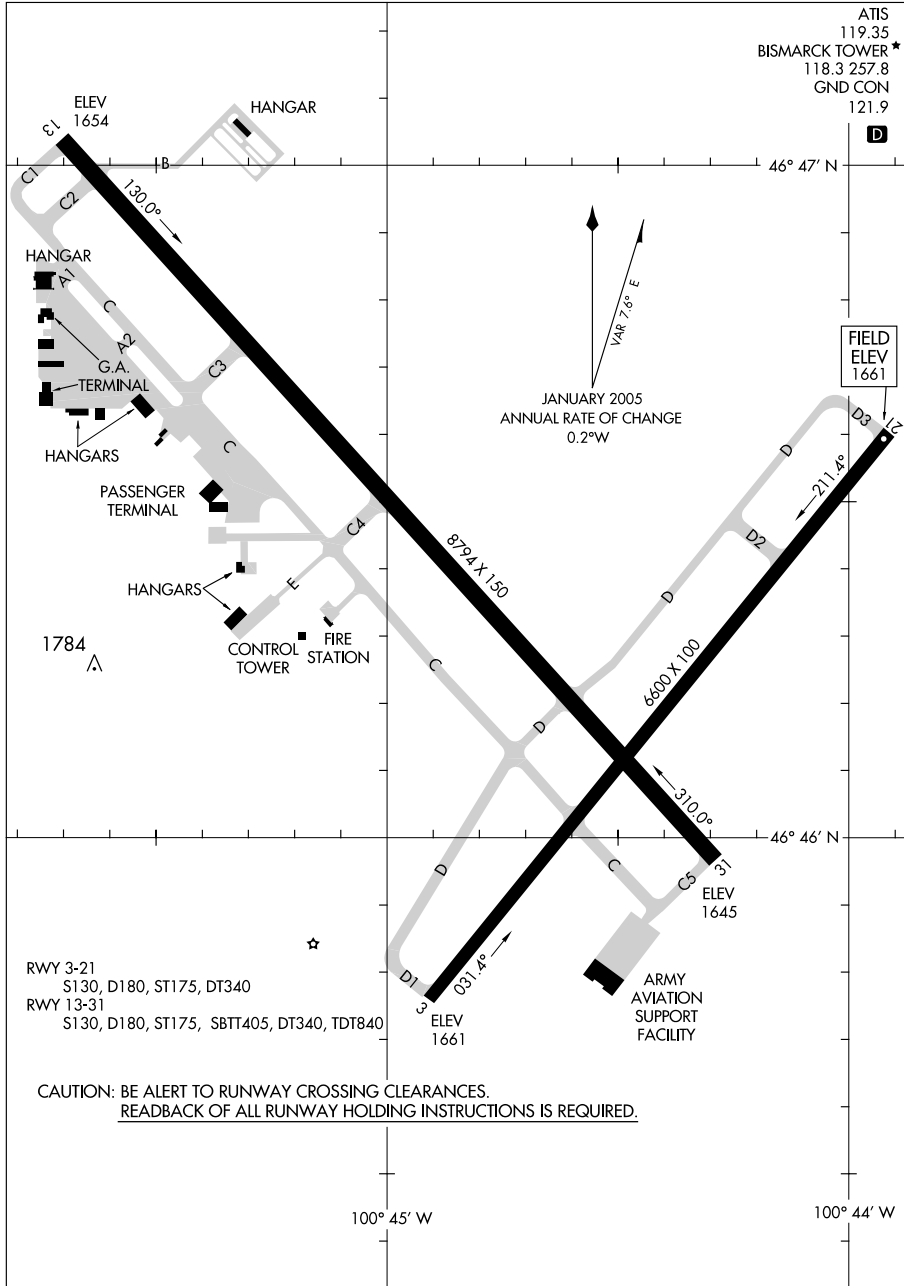 ATIS
119.35
BISMARCK TOWER
118.3 257.8
GND CON
121.9
D
ELEV
1654
13
HANGAR
B
46° 47' N
C1
C2
130.0°
HANGAR
A1
C
A2
C3
G.A.
TERMINAL
VAR 7.6° E
JANUARY 2005
ANNUAL RATE OF CHANGE
0.2°W
FIELD
ELEV
1661
D3
21
HANGARS
C
D
211.4°
PASSENGER
TERMINAL
C4
D2
8794 X 150
HANGARS
E
D
CONTROL
TOWER
FIRE
STATION
1784
C
6600 X 100
D
310.0°
46° 46' N
D
C
C5
31
ELEV
1645
RWY 3-21
S130, D180, ST175, DT340
RWY 13-31
S130, D180, ST175, SBTT405, DT340, TDT840
D1
031.4°
3
ELEV
1661
ARMY
AVIATION
SUPPORT
FACILITY
CAUTION: BE ALERT TO RUNWAY CROSSING CLEARANCES.
READBACK OF ALL RUNWAY HOLDING INSTRUCTIONS IS REQUIRED.
100° 45' W
100° 44' W